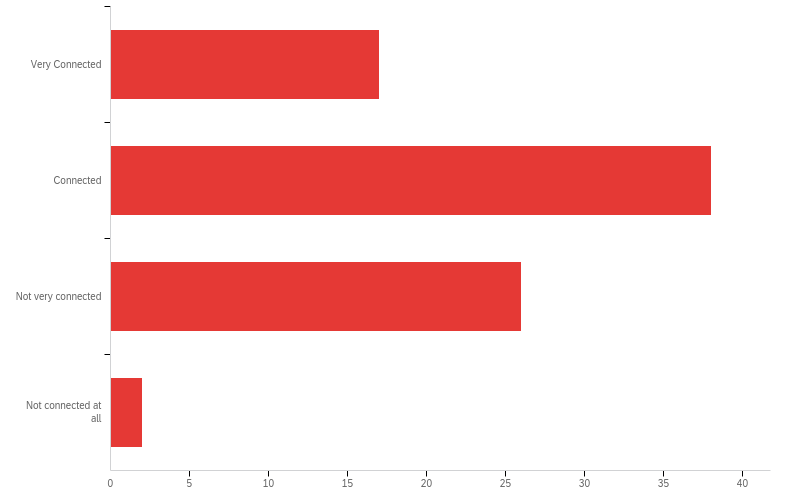 Very Connected
Connected
Not very connected
Not connected at
all
0 5 10 15 20 25 30 35 40